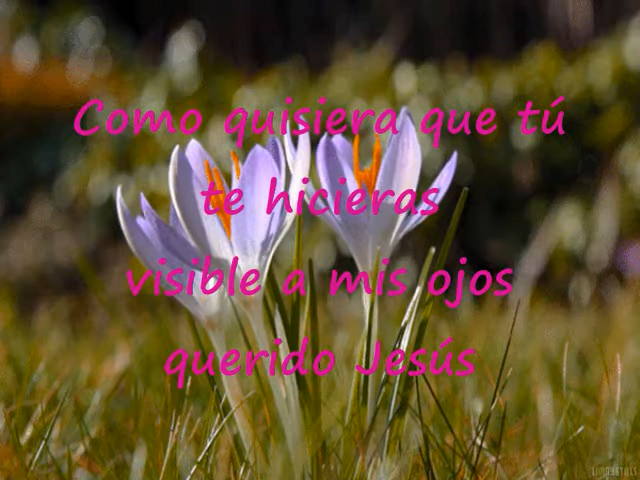 Como quisiera que tú
te hicieras
visible a mis ojos
querido Jesús